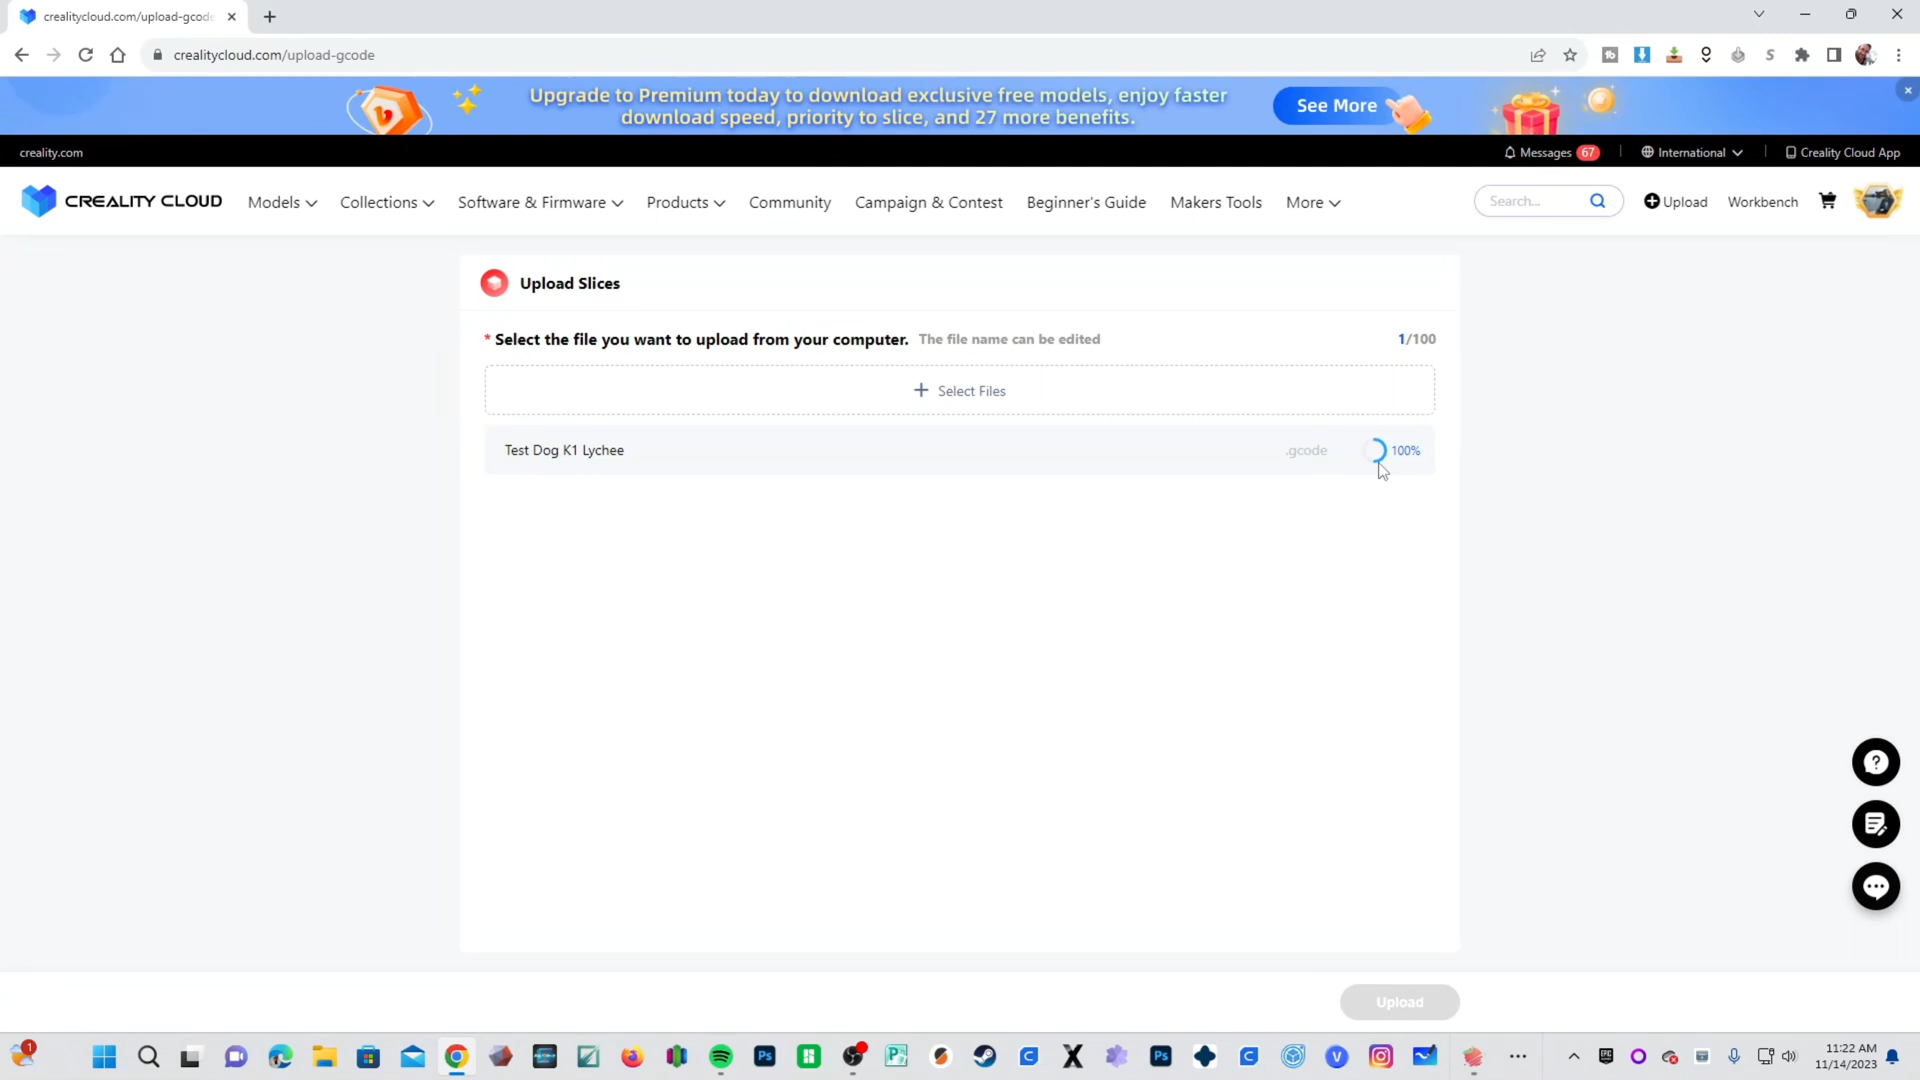 crealitycloud.com/upload-gcode
crealitycloud.com/upload-gcode
Upgrade to Premium today to download exclusive free models, enjoy faster
download speed, priority to slice, and 27 more benefits.
See More
creality.com
Messages 67
International
Creality Cloud App
CREALITY CLOUD
Models
Collections
Software & Firmware
Products
Community
Campaign & Contest
Beginner's Guide
Makers Tools
More
Search...
Upload
Workbench
Upload Slices
* Select the file you want to upload from your computer. The file name can be edited 1/100
+ Select Files
Test Dog K1 Lychee .gcode 100%
Upload
1
11:22 AM
11/14/2023